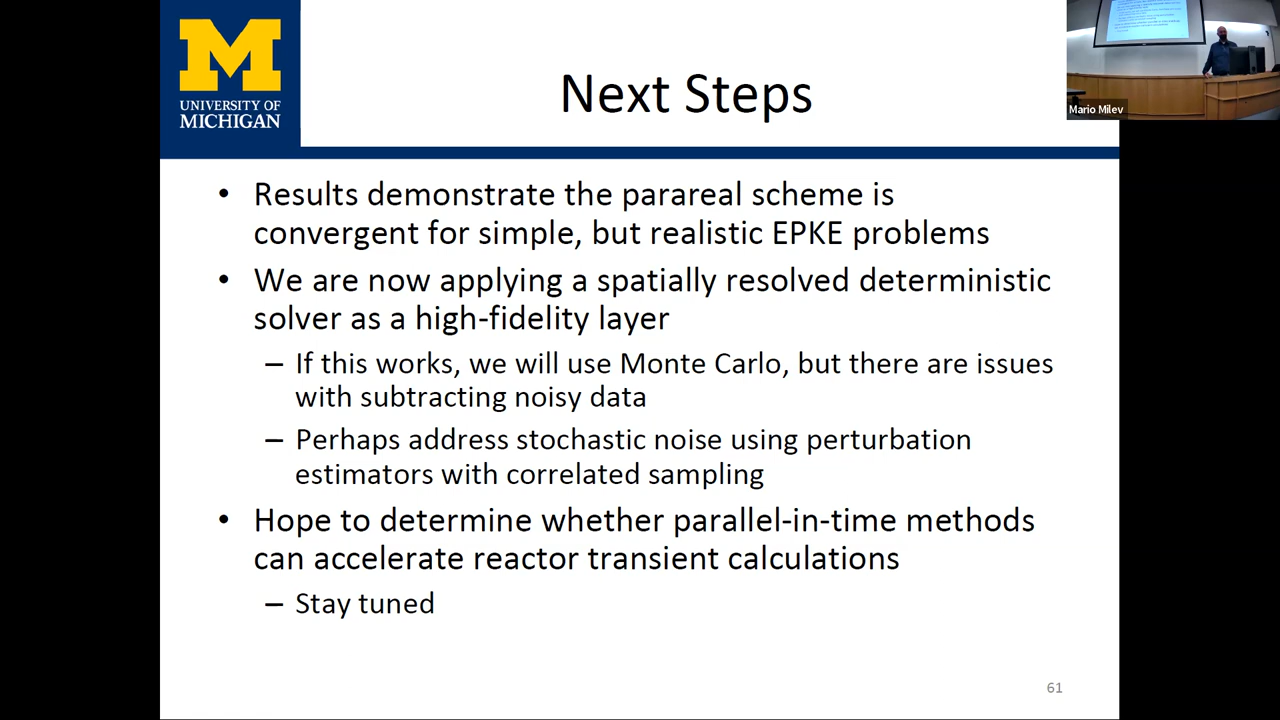 UNIVERSITY OF
MICHIGAN
Next Steps
Mario Milev
• Results demonstrate the parareal scheme is
convergent for simple, but realistic EPKE problems
• We are now applying a spatially resolved deterministic
solver as a high-fidelity layer
– If this works, we will use Monte Carlo, but there are issues
with subtracting noisy data
– Perhaps address stochastic noise using perturbation
estimators with correlated sampling
• Hope to determine whether parallel-in-time methods
can accelerate reactor transient calculations
– Stay tuned
61